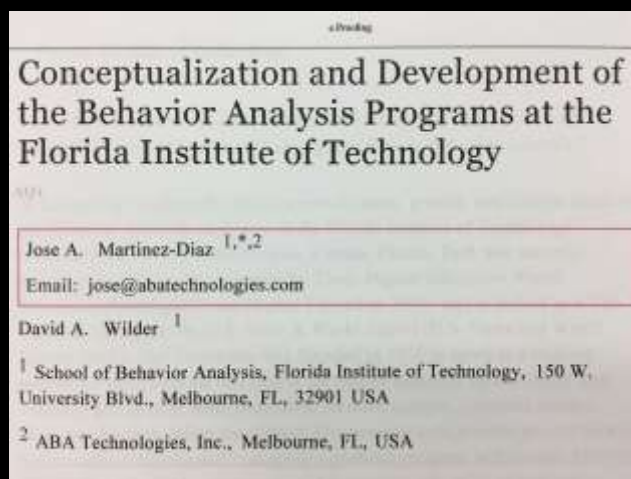 eProofing
Conceptualization and Development of
the Behavior Analysis Programs at the
Florida Institute of Technology
Jose A. Martinez-Diaz 1,*,2
Email: jose@abatechnologies.com
David A. Wilder 1
1 School of Behavior Analysis, Florida Institute of Technology, 150 W.
University Blvd., Melbourne, FL, 32901 USA
2 ABA Technologies, Inc., Melbourne, FL, USA